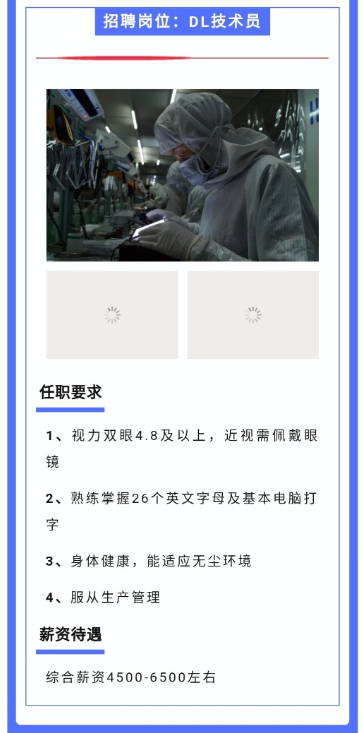 招聘岗位：DL技术员
任职要求
1、视力双眼4.8及以上，近视需佩戴眼
镜
2、熟练掌握26个英文字母及基本电脑打
字
3、身体健康，能适应无尘环境
4、服从生产管理
薪资待遇
综合薪资4500-6500左右